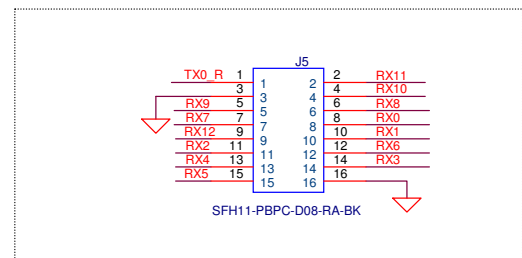 J5
TX0_R 1 1 2 2 RX11
3 3 4 4 RX10
RX9 5 5 6 6 RX8
RX7 7 7 8 8 RX0
RX12 9 9 10 10 RX1
RX2 11 11 12 12 RX6
RX4 13 13 14 14 RX3
RX5 15 15 16 16
SFH11-PBPC-D08-RA-BK